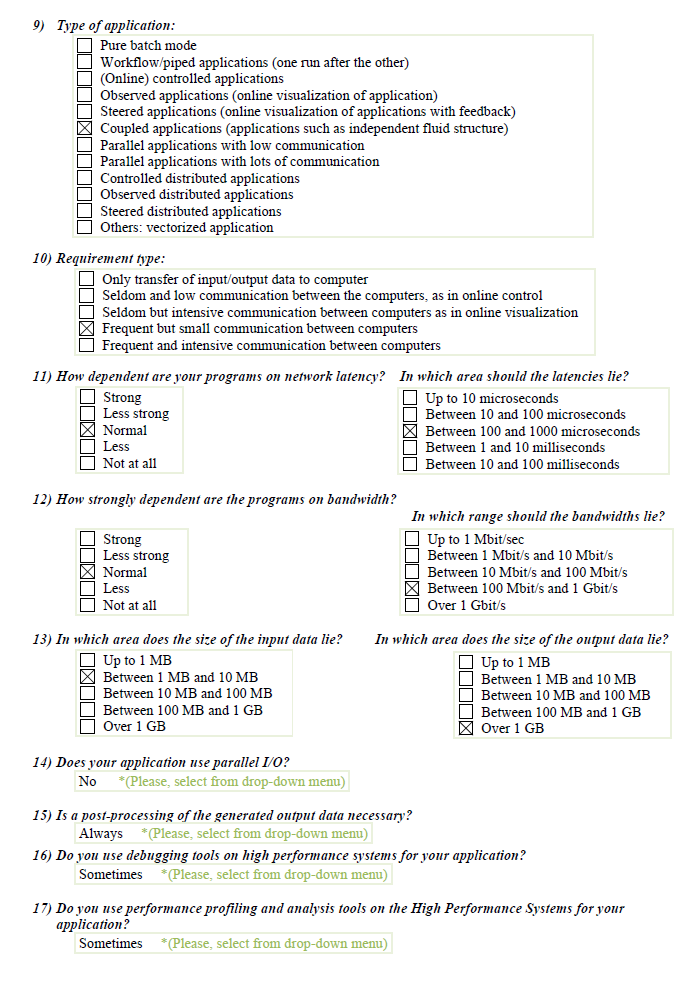 9) Type of application:
Pure batch mode
Workflow/piped applications (one run after the other)
(Online) controlled applications
Observed applications (online visualization of application)
Steered applications (online visualization of applications with feedback)
Coupled applications (applications such as independent fluid structure)
Parallel applications with low communication
Parallel applications with lots of communication
Controlled distributed applications
Observed distributed applications
Steered distributed applications
Others: vectorized application
10) Requirement type:
Only transfer of input/output data to computer
Seldom and low communication between the computers, as in online control
Seldom but intensive communication between computers as in online visualization
Frequent but small communication between computers
Frequent and intensive communication between computers
11) How dependent are your programs on network latency?
Strong
Less strong
Normal
Less
Not at all
In which area should the latencies lie?
Up to 10 microseconds
Between 10 and 100 microseconds
Between 100 and 1000 microseconds
Between 1 and 10 milliseconds
Between 10 and 100 milliseconds
12) How strongly dependent are the programs on bandwidth?
Strong
Less strong
Normal
Less
Not at all
In which range should the bandwidths lie?
Up to 1 Mbit/sec
Between 1 Mbit/s and 10 Mbit/s
Between 10 Mbit/s and 100 Mbit/s
Between 100 Mbit/s and 1 Gbit/s
Over 1 Gbit/s
13) In which area does the size of the input data lie?
Up to 1 MB
Between 1 MB and 10 MB
Between 10 MB and 100 MB
Between 100 MB and 1 GB
Over 1 GB
In which area does the size of the output data lie?
Up to 1 MB
Between 1 MB and 10 MB
Between 10 MB and 100 MB
Between 100 MB and 1 GB
Over 1 GB
14) Does your application use parallel I/O?
No *(Please, select from drop-down menu)
15) Is a post-processing of the generated output data necessary?
Always *(Please, select from drop-down menu)
16) Do you use debugging tools on high performance systems for your application?
Sometimes *(Please, select from drop-down menu)
17) Do you use performance profiling and analysis tools on the High Performance Systems for your
application?
Sometimes *(Please, select from drop-down menu)